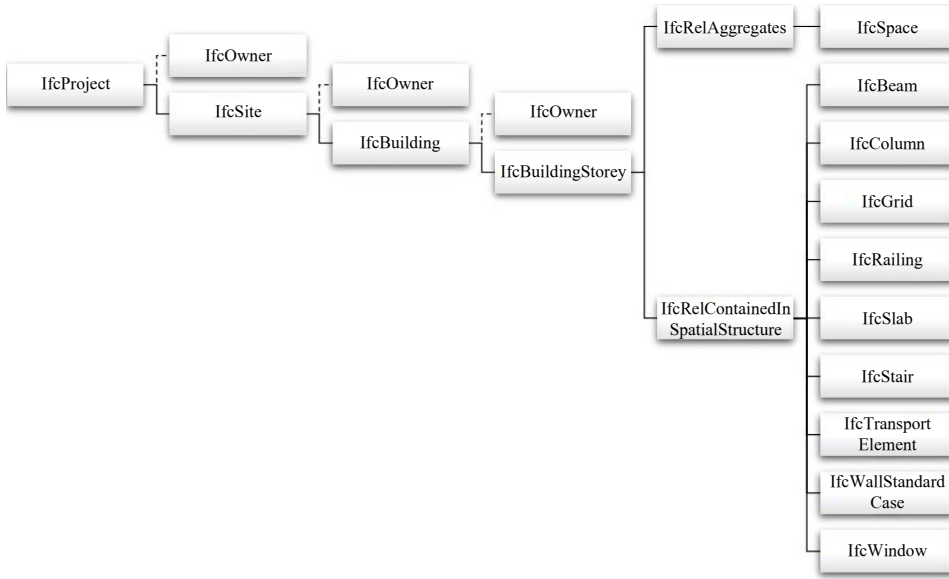 IfcProject
IfcOwner
IfcSite
IfcOwner
IfcBuilding
IfcOwner
IfcBuildingStorey
IfcRelAggregates
IfcSpace
IfcRelContainedIn
SpatialStructure
IfcBeam
IfcColumn
IfcGrid
IfcRailing
IfcSlab
IfcStair
IfcTransport
Element
IfcWallStandard
Case
IfcWindow